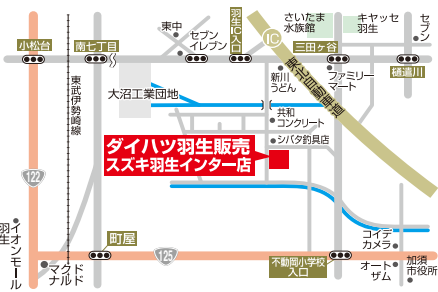 小松台
南七丁目
東中
セブン
イレブン
羽生
IC入口
IC
さいたま
水族館
キヤッセ
羽生
セブン
三田ヶ谷
樋遣川
東武伊勢崎線
大沼工業団地
新川
うどん
ファミリー
マート
東北自動車道
共和
コンクリート
シバタ釣具店
ダイハツ羽生販売
スズキ羽生インター店
122
イオンモール
羽生
マクド
ナルド
町屋
125
不動岡小学校
入口
コイデ
カメラ
オート
ザム
加須
市役所